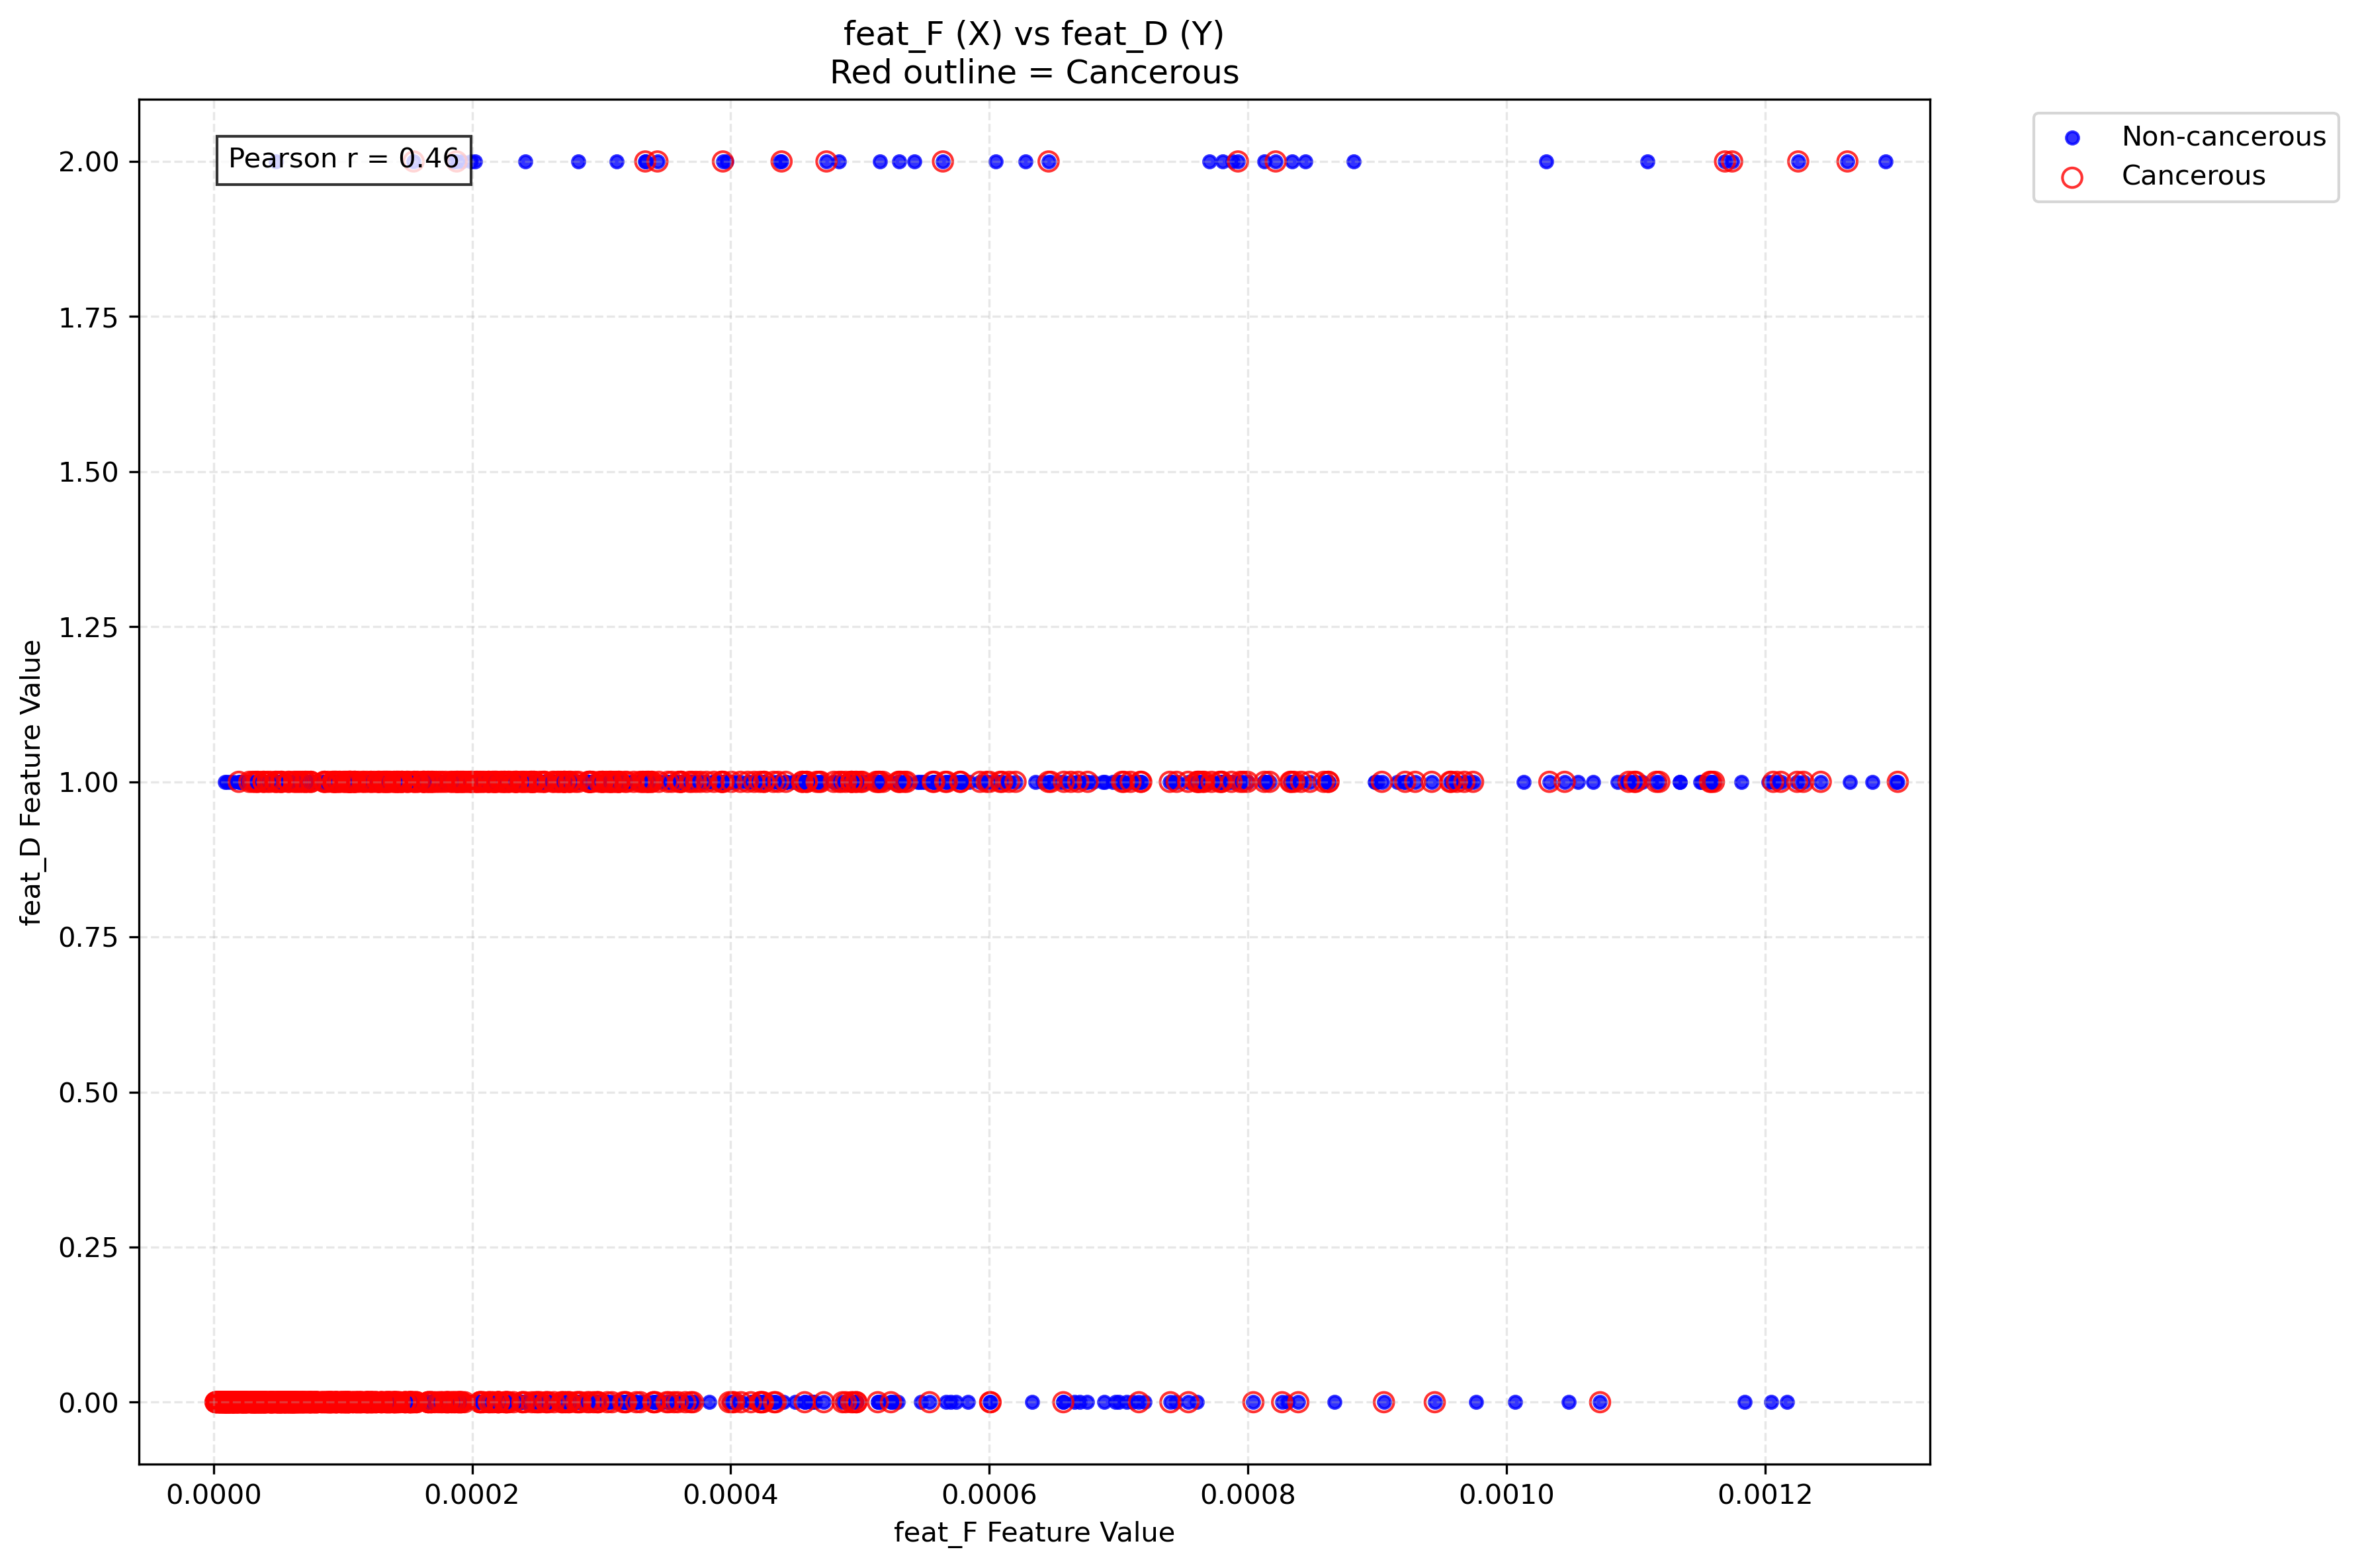 feat_F (X) vs feat_D (Y)
Red outline = Cancerous
Pearson r = 0.46
Non-cancerous
Cancerous
2.00
1.75
1.50
1.25
1.00
0.75
0.50
0.25
0.00
feat_D Feature Value
0.0000
0.0002
0.0004
0.0006
0.0008
0.0010
0.0012
feat_F Feature Value